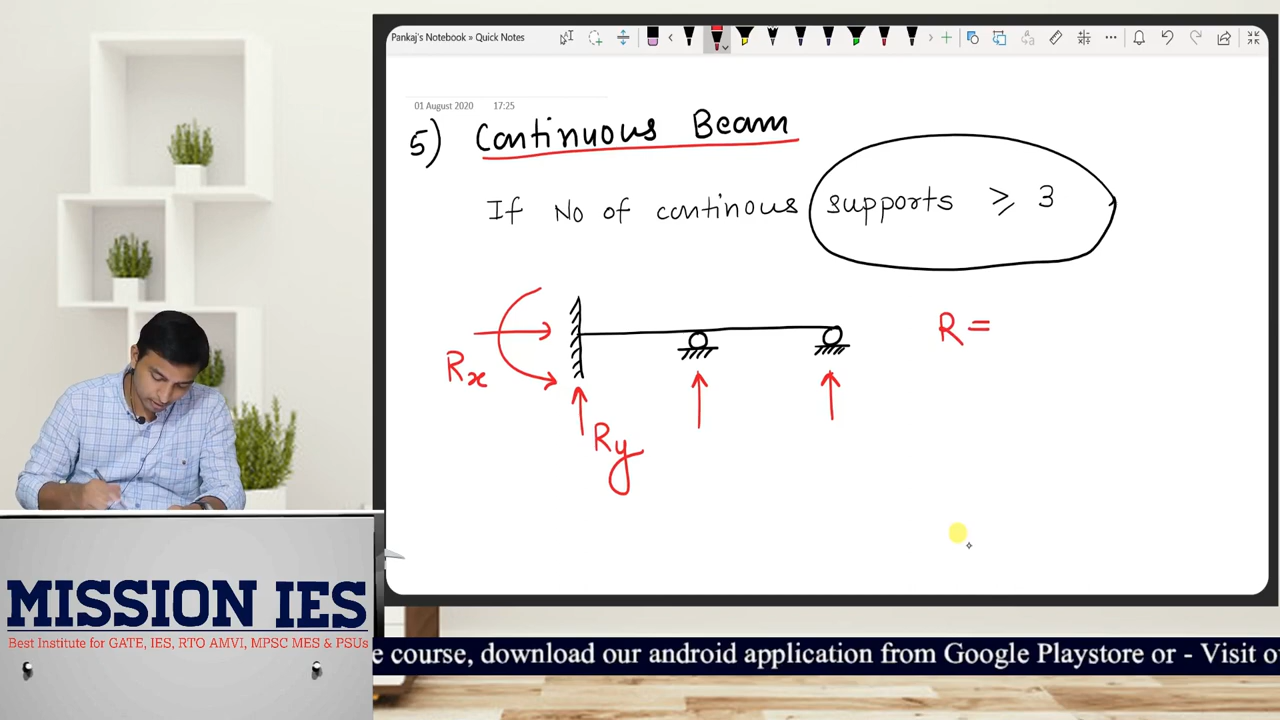 Pankaj's Notebook » Quick Notes
01 August 2020 17:25
5) Continuous Beam
If No of continous supports ⩾ 3
R =
Rx
Ry
MISSION IES
Best Institute for GATE, IES, RTO AMVI, MPSC MES & PSUs
e course, download our android application from Google Playstore or - Visit o